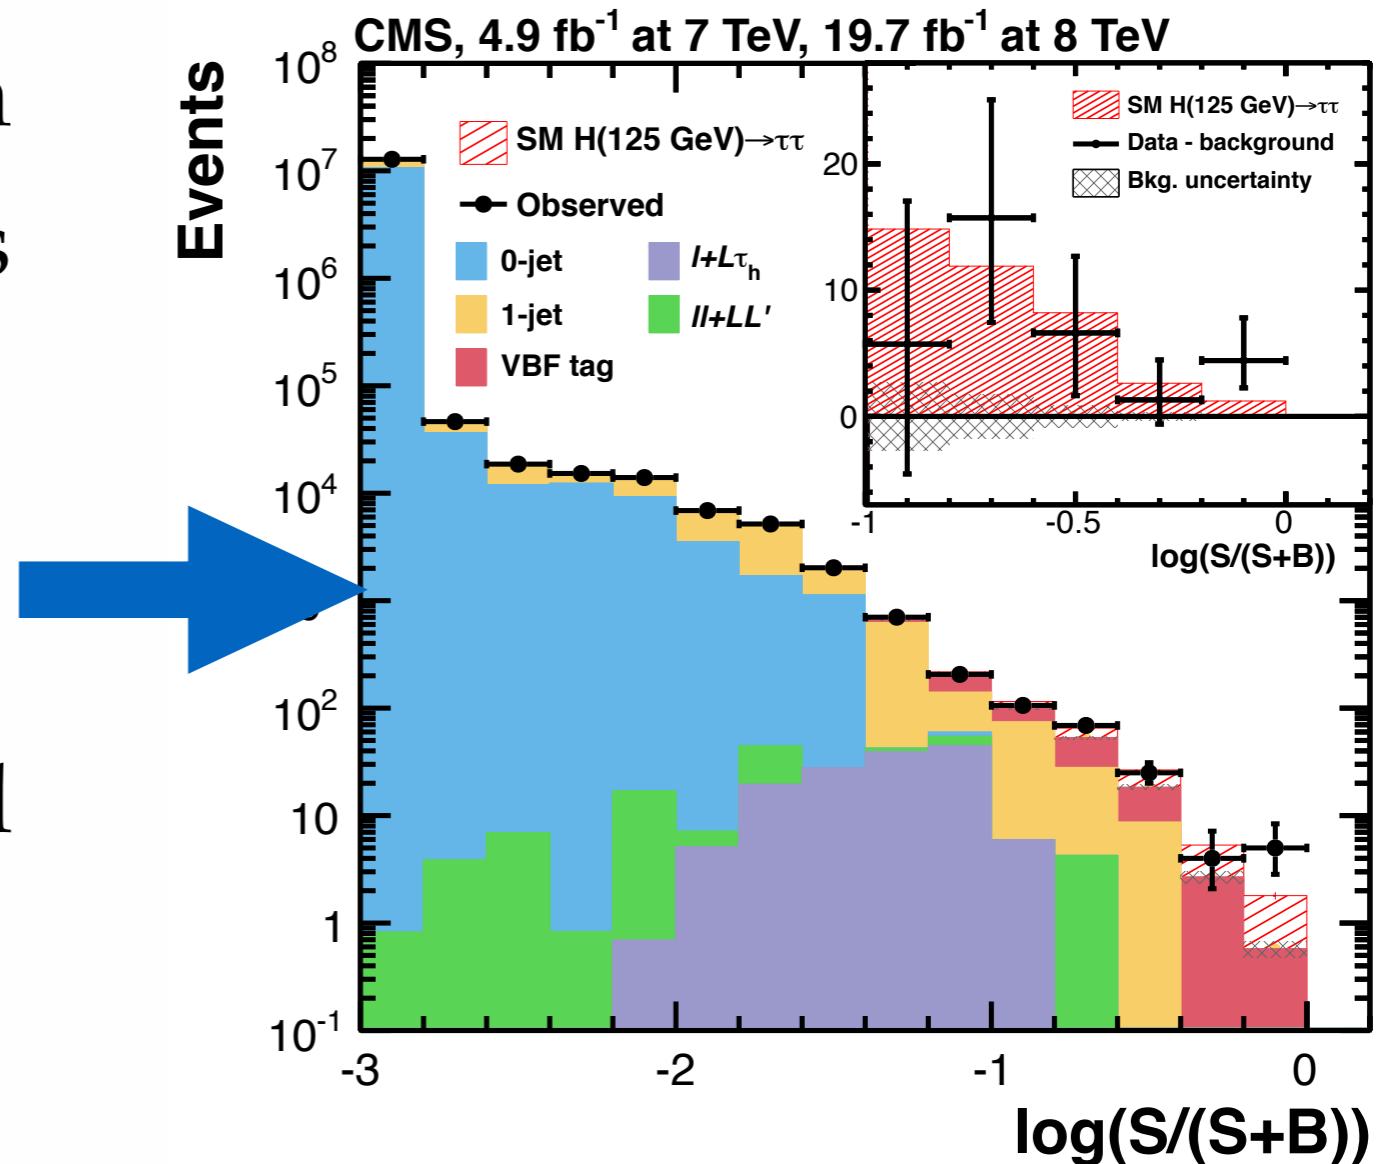 CMS, 4.9 fb⁻¹ at 7 TeV, 19.7 fb⁻¹ at 8 TeV
Events
10⁸
10⁷
10⁶
10⁵
10⁴
10²
10
1
10⁻¹
SM H(125 GeV)→ττ
Observed
0-jet
l+Lτₕ
1-jet
ll+LL'
VBF tag
SM H(125 GeV)→ττ
Data - background
Bkg. uncertainty
20
10
0
-1 -0.5 0
log(S/(S+B))
-3 -2 -1 0
log(S/(S+B))